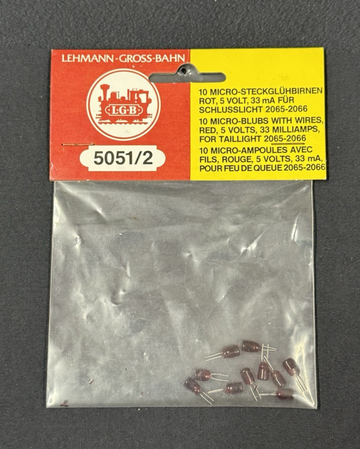 LEHMANN-GROSS-BAHN
L·G·B
5051/2
10 MICRO-STECKGLÜHBIRNEN
ROT, 5 VOLT, 33 mA FÜR
SCHLUSSLICHT 2065-2066
10 MICRO-BLUBS WITH WIRES,
RED, 5 VOLTS, 33 MILLIAMPS,
FOR TAILLIGHT 2065-2066
10 MICRO-AMPOULES AVEC
FILS, ROUGE, 5 VOLTS, 33 mA,
POUR FEU DE QUEUE 2065-2066